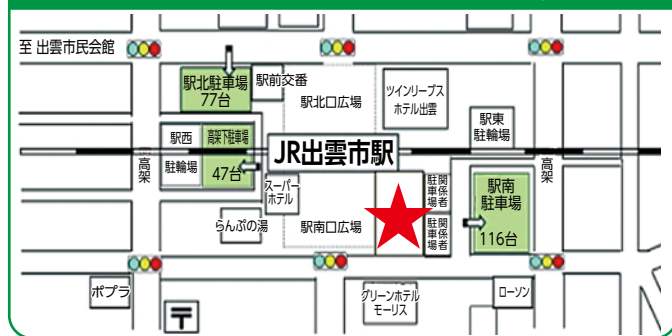 至 出雲市民会館
駅北駐車場
77台
駅前交番
駅北口広場
ツインリーブス
ホテル出雲
駅東
駐輪場
高架
駅西
駐輪場
高架下駐車場
47台
JR出雲市駅
高架
スーパー
ホテル
らんぷの湯
駅南口広場
関係者
駐車場
関係者
駐車場
駅南
駐車場
116台
ポプラ
〒
グリーンホテル
モーリス
ローソン